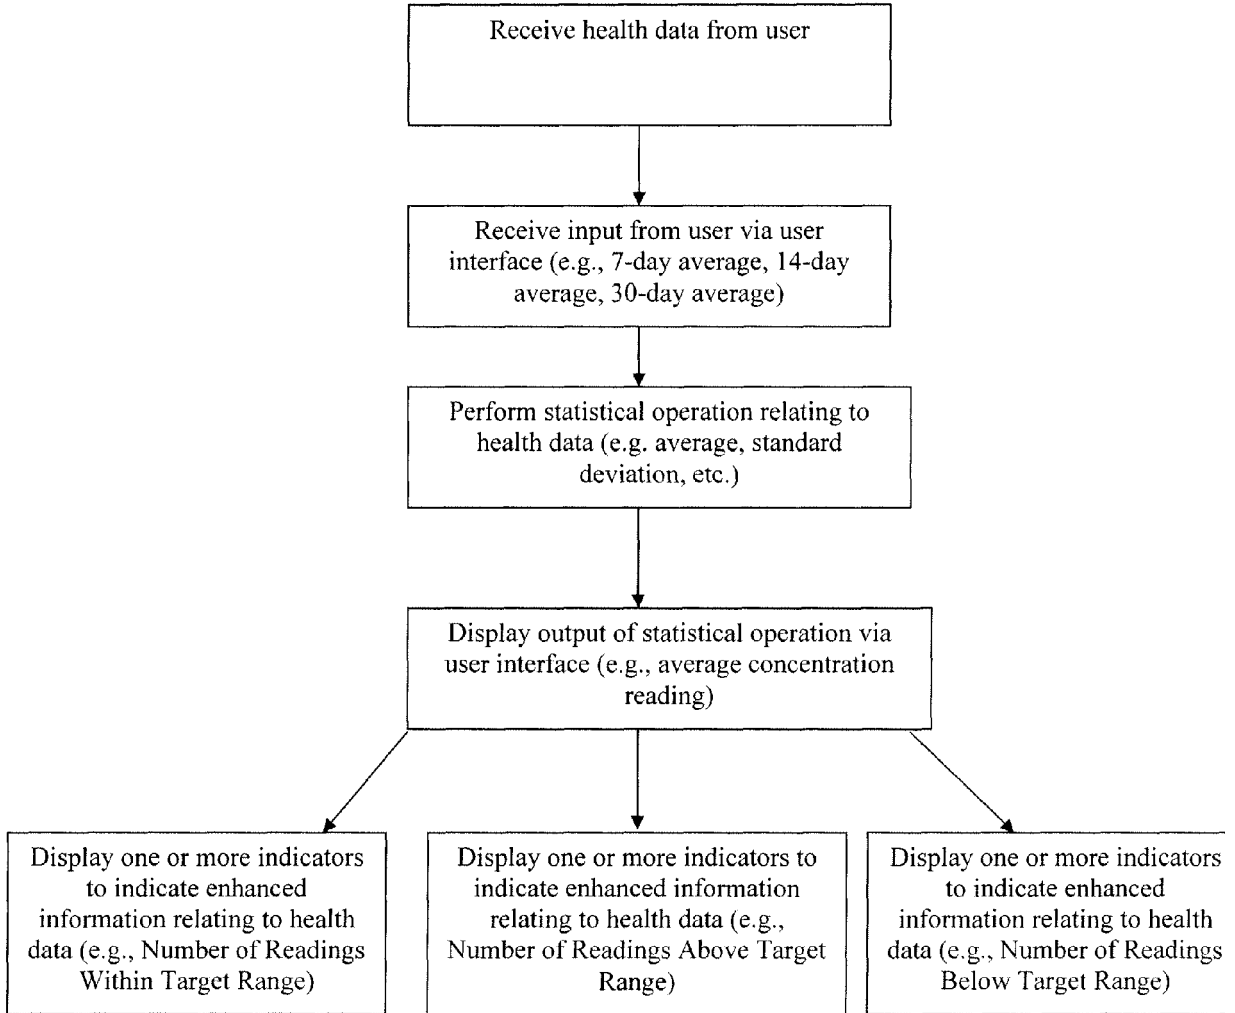 Receive health data from user
Receive input from user via user
interface (e.g., 7-day average, 14-day
average, 30-day average)
Perform statistical operation relating to
health data (e.g. average, standard
deviation, etc.)
Display output of statistical operation via
user interface (e.g., average concentration
reading)
Display one or more indicators
to indicate enhanced
information relating to health
data (e.g., Number of Readings
Within Target Range)
Display one or more indicators to
indicate enhanced information
relating to health data (e.g.,
Number of Readings Above Target
Range)
Display one or more indicators
to indicate enhanced
information relating to health
data (e.g., Number of Readings
Below Target Range)